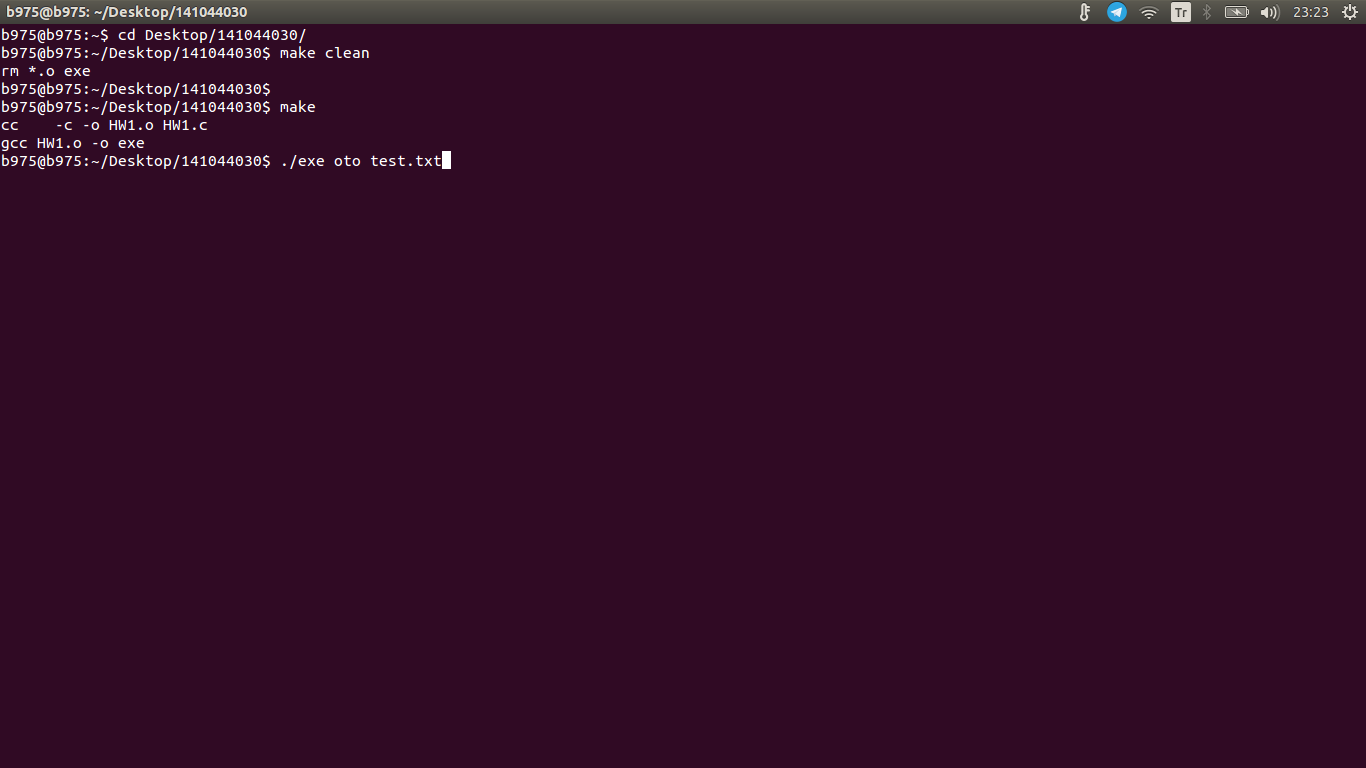 b975@b975: ~/Desktop/141044030
Tr
23:23
b975@b975:~$ cd Desktop/141044030/
b975@b975:~/Desktop/141044030$ make clean
rm *.o exe
b975@b975:~/Desktop/141044030$
b975@b975:~/Desktop/141044030$ make
cc    -c -o HW1.o HW1.c
gcc HW1.o -o exe
b975@b975:~/Desktop/141044030$ ./exe oto test.txt